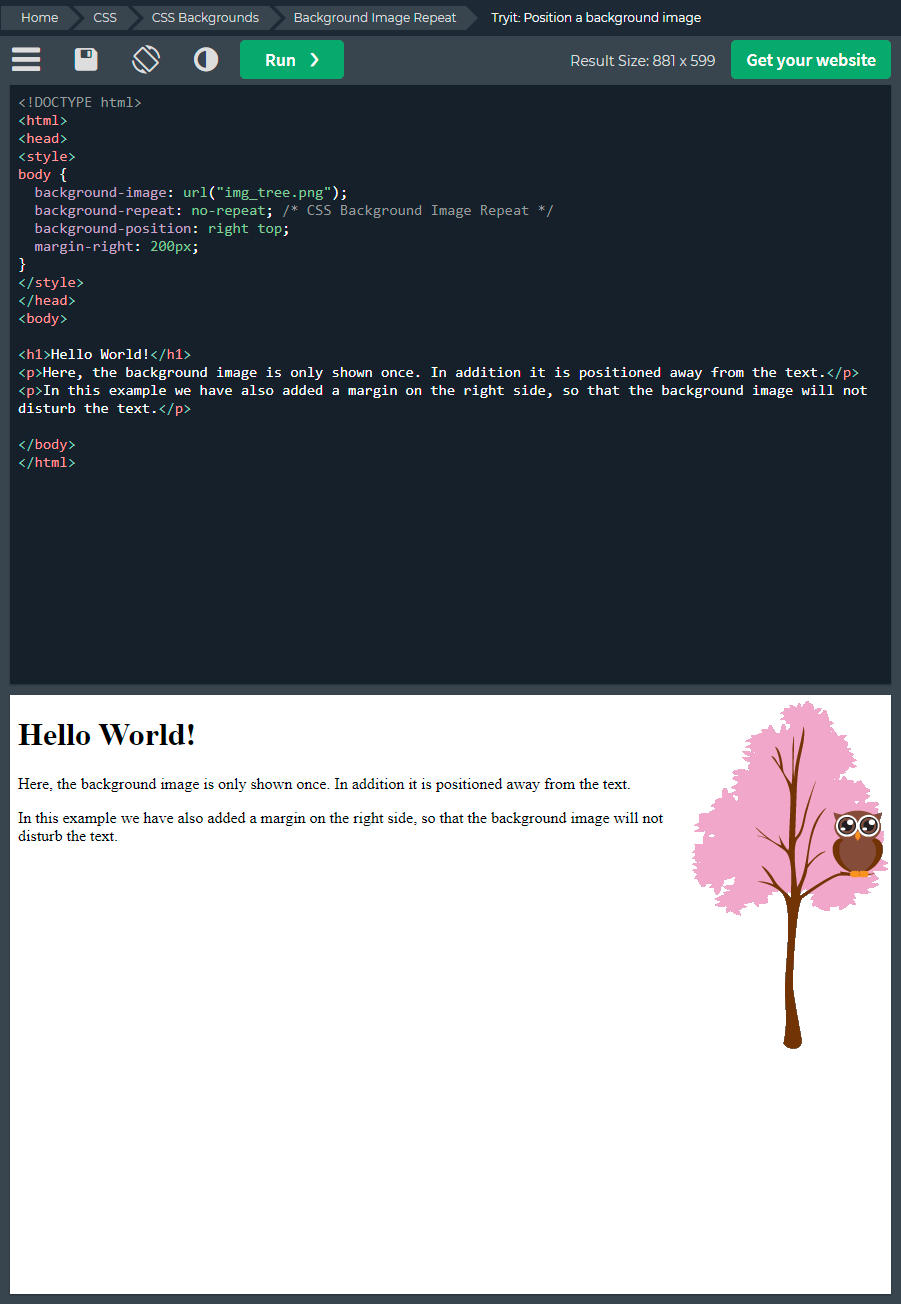 Home CSS CSS Backgrounds Background Image Repeat Tryit: Position a background image
Run ❯ Result Size: 881 x 599 Get your website
<!DOCTYPE html>
<html>
<head>
<style>
body {
  background-image: url("img_tree.png");
  background-repeat: no-repeat; /* CSS Background Image Repeat */
  background-position: right top;
  margin-right: 200px;
}
</style>
</head>
<body>

<h1>Hello World!</h1>
<p>Here, the background image is only shown once. In addition it is positioned away from the text.</p>
<p>In this example we have also added a margin on the right side, so that the background image will not
disturb the text.</p>

</body>
</html>
Hello World!
Here, the background image is only shown once. In addition it is positioned away from the text.
In this example we have also added a margin on the right side, so that the background image will not
disturb the text.